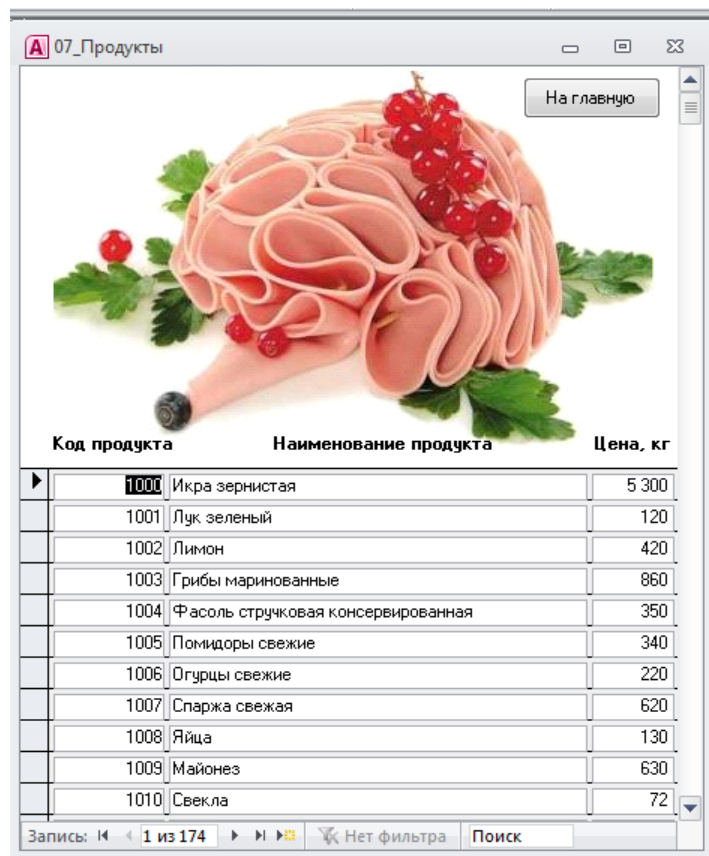 A 07_Продукты
На главную
Код продукта Наименование продукта Цена, кг
1000 Икра зернистая 5 300
1001 Лук зеленый 120
1002 Лимон 420
1003 Грибы маринованные 860
1004 Фасоль стручковая консервированная 350
1005 Помидоры свежие 340
1006 Огурцы свежие 220
1007 Спаржа свежая 620
1008 Яйца 130
1009 Майонез 630
1010 Свекла 72
Запись: 1 из 174 Нет фильтра Поиск